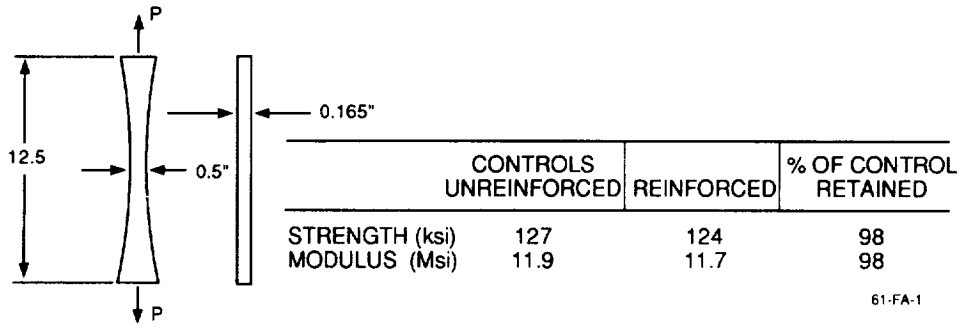 P
12.5
0.5"
0.165"
P
CONTROLS UNREINFORCED REINFORCED % OF CONTROL RETAINED
STRENGTH (ksi) 127 124 98
MODULUS (Msi) 11.9 11.7 98
61-FA-1